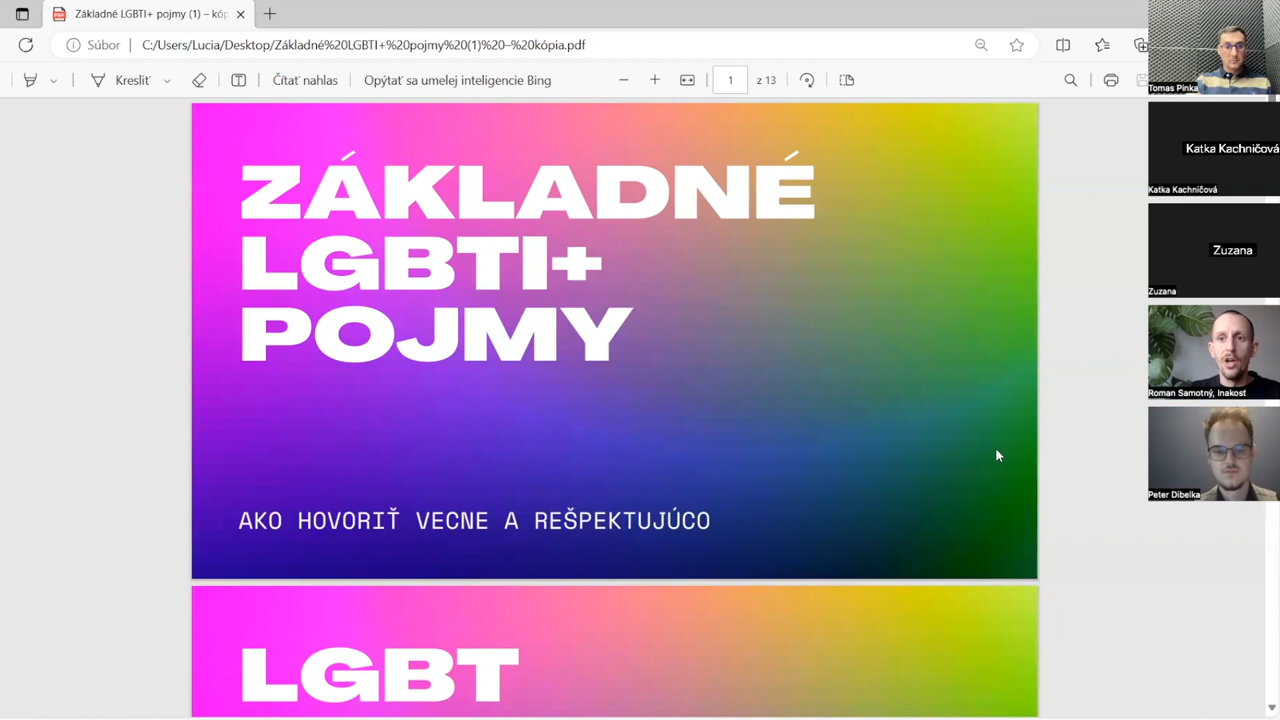 Základné LGBTI+ pojmy (1) – kóp
Súbor
C:/Users/Lucia/Desktop/Základné%20LGBTI+%20pojmy%20(1)%20–%20kópia.pdf
Kresliť
Čítať nahlas
Opýtať sa umelej inteligencie Bing
1
z 13
ZÁKLADNÉ
LGBTI+
POJMY
AKO HOVORIŤ VECNE A REŠPEKTUJÚCO
LGBT
Tomas Pinka
Katka Kachničová
Katka Kachničová
Zuzana
Zuzana
Roman Samotný, Inakosť
Peter Dibelka